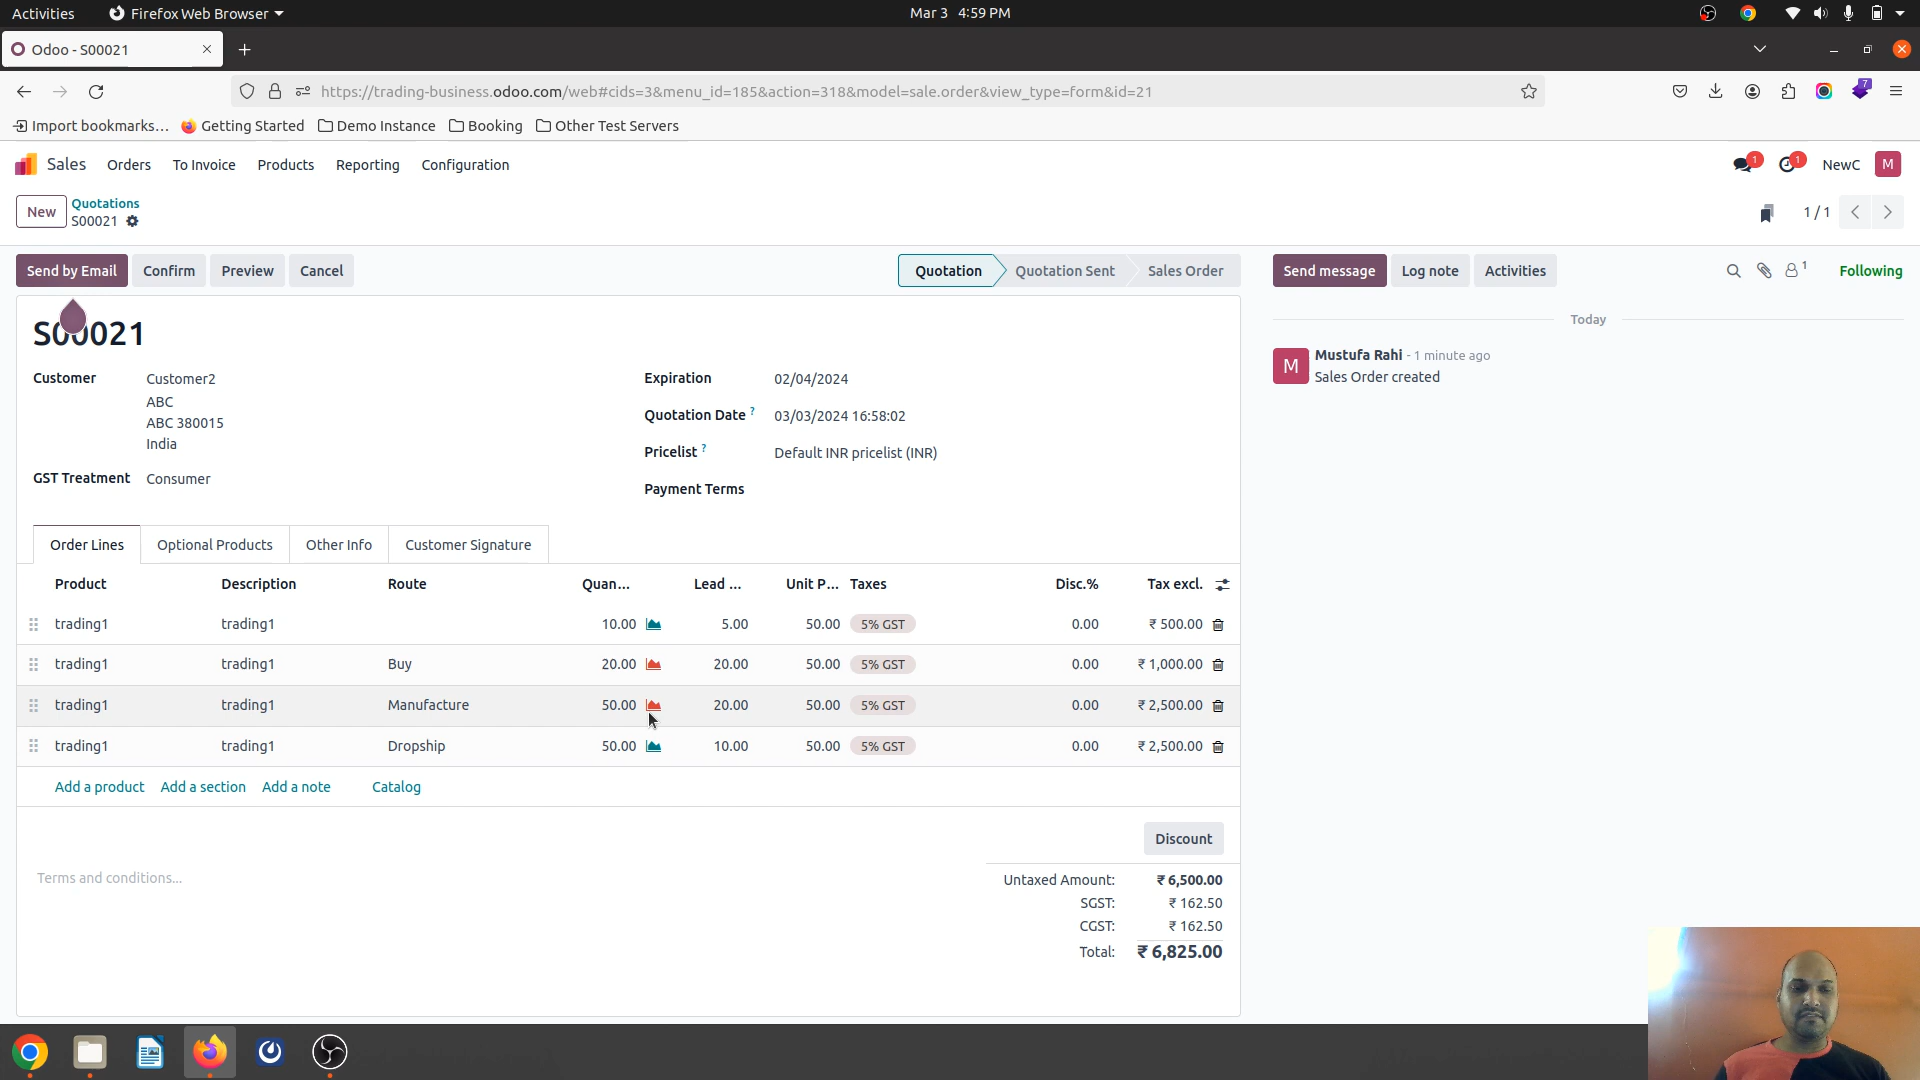 Activities Firefox Web Browser Mar 3 4:59 PM
Odoo - S00021
https://trading-business.odoo.com/web#cids=3&menu_id=185&action=318&model=sale.order&view_type=form&id=21 7
Import bookmarks... Getting Started Demo Instance Booking Other Test Servers
Sales Orders To Invoice Products Reporting Configuration 1 1 NewC M
New Quotations
S00021 1 / 1
Send by Email Confirm Preview Cancel Quotation Quotation Sent Sales Order Send message Log note Activities 1 Following
S00021
Today
Mustufa Rahi - 1 minute ago
M Sales Order created
Customer Customer2 Expiration 02/04/2024
ABC
ABC 380015 Quotation Date ? 03/03/2024 16:58:02
India
Pricelist ? Default INR pricelist (INR)
GST Treatment Consumer Payment Terms
Order Lines Optional Products Other Info Customer Signature
Product Description Route Quan... Lead ... Unit P... Taxes Disc.% Tax excl.
trading1 trading1 10.00 5.00 50.00 5% GST 0.00 ₹ 500.00
trading1 trading1 Buy 20.00 20.00 50.00 5% GST 0.00 ₹ 1,000.00
trading1 trading1 Manufacture 50.00 20.00 50.00 5% GST 0.00 ₹ 2,500.00
trading1 trading1 Dropship 50.00 10.00 50.00 5% GST 0.00 ₹ 2,500.00
Add a product Add a section Add a note Catalog
Discount
Terms and conditions... Untaxed Amount: ₹ 6,500.00
SGST: ₹ 162.50
CGST: ₹ 162.50
Total: ₹ 6,825.00